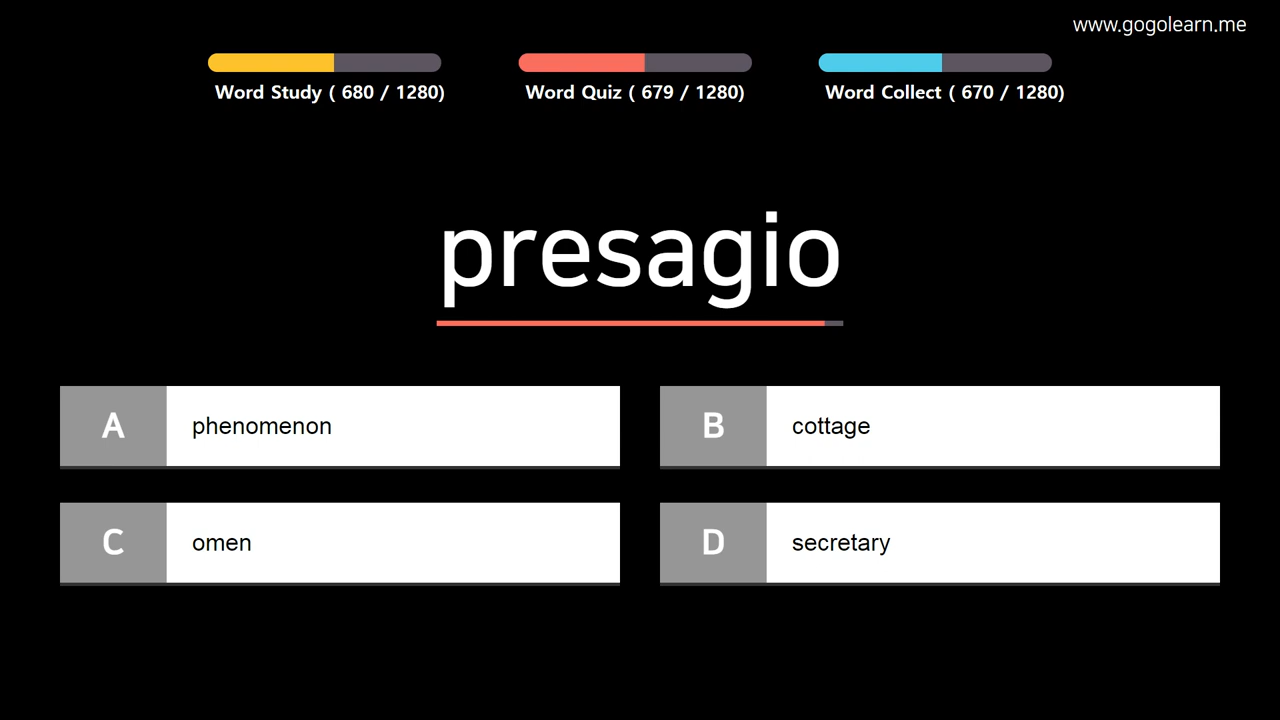 www.gogolearn.me
Word Study ( 680 / 1280)
Word Quiz ( 679 / 1280)
Word Collect ( 670 / 1280)
presagio
A phenomenon
B cottage
C omen
D secretary